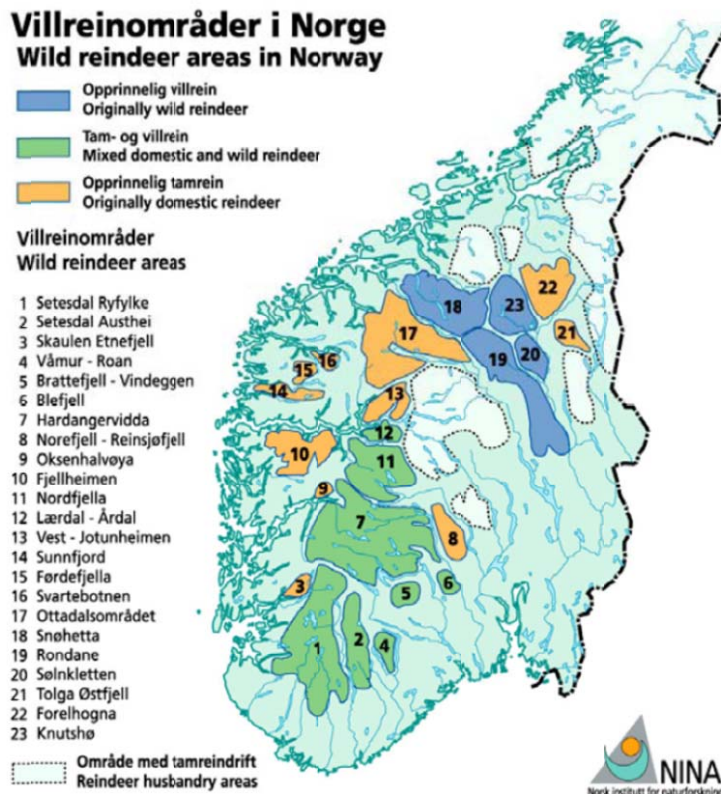 Villreinområder i Norge
Wild reindeer areas in Norway
Opprinnelig villrein
Originally wild reindeer
Tam- og villrein
Mixed domestic and wild reindeer
Opprinnelig tamrein
Originally domestic reindeer
Villreinområder
Wild reindeer areas
1 Setesdal Ryfylke
2 Setesdal Austhei
3 Skaulen Etnefjell
4 Våmur - Roan
5 Brattefjell - Vindeggen
6 Blefjell
7 Hardangervidda
8 Norefjell - Reinsjøfjell
9 Oksenhalvøya
10 Fjellheimen
11 Nordfjella
12 Lærdal - Årdal
13 Vest - Jotunheimen
14 Sunnfjord
15 Førdefjella
16 Svartebotnen
17 Ottadalsområdet
18 Snøhetta
19 Rondane
20 Sølnkletten
21 Tolga Østfjell
22 Forelhogna
23 Knutshø
Område med tamreindrift
Reindeer husbandry areas
22
18
23
21
17
19
20
16
15
14
13
12
10
11
9
7
8
6
5
3
2
1
4
NINA
Norsk institutt for naturforskning